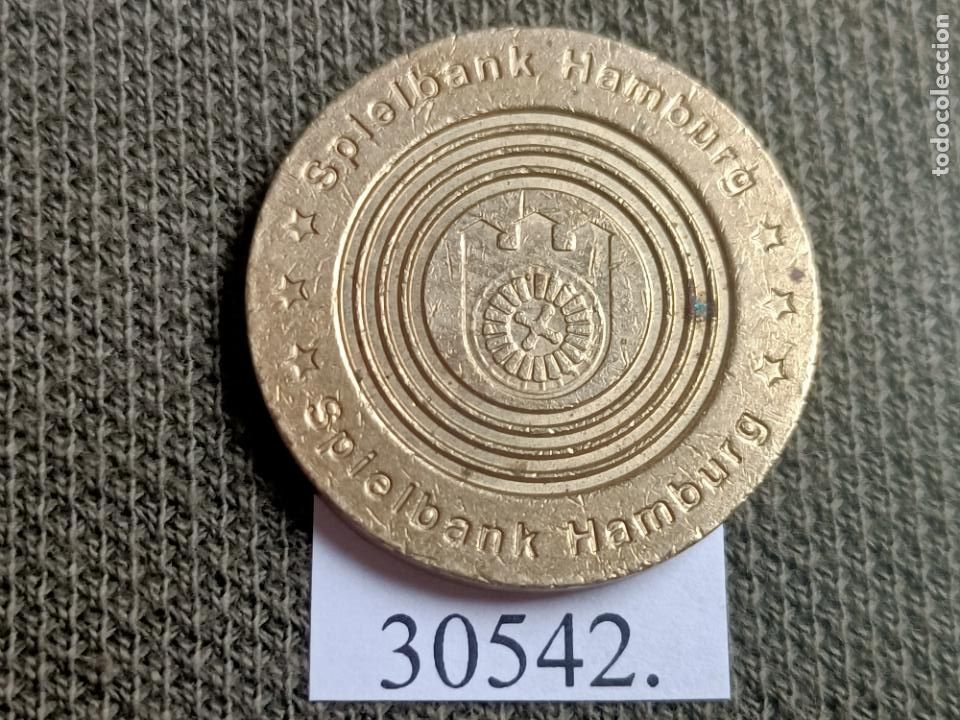 Spielbank Hamburg
Spielbank Hamburg
30542.
todocoleccion